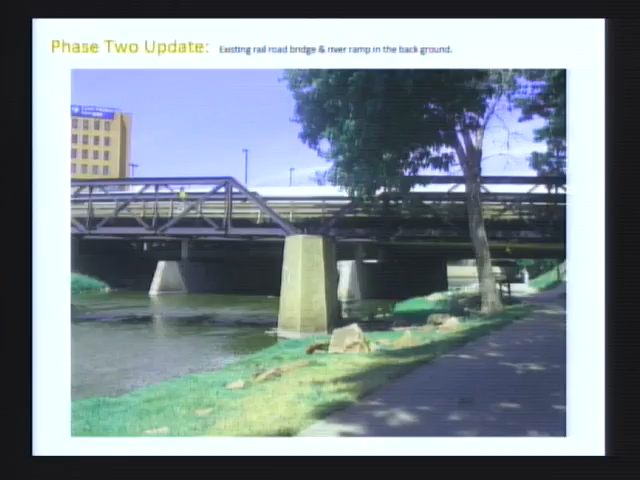 Phase Two Update: Existing rail road bridge & river ramp in the back ground.